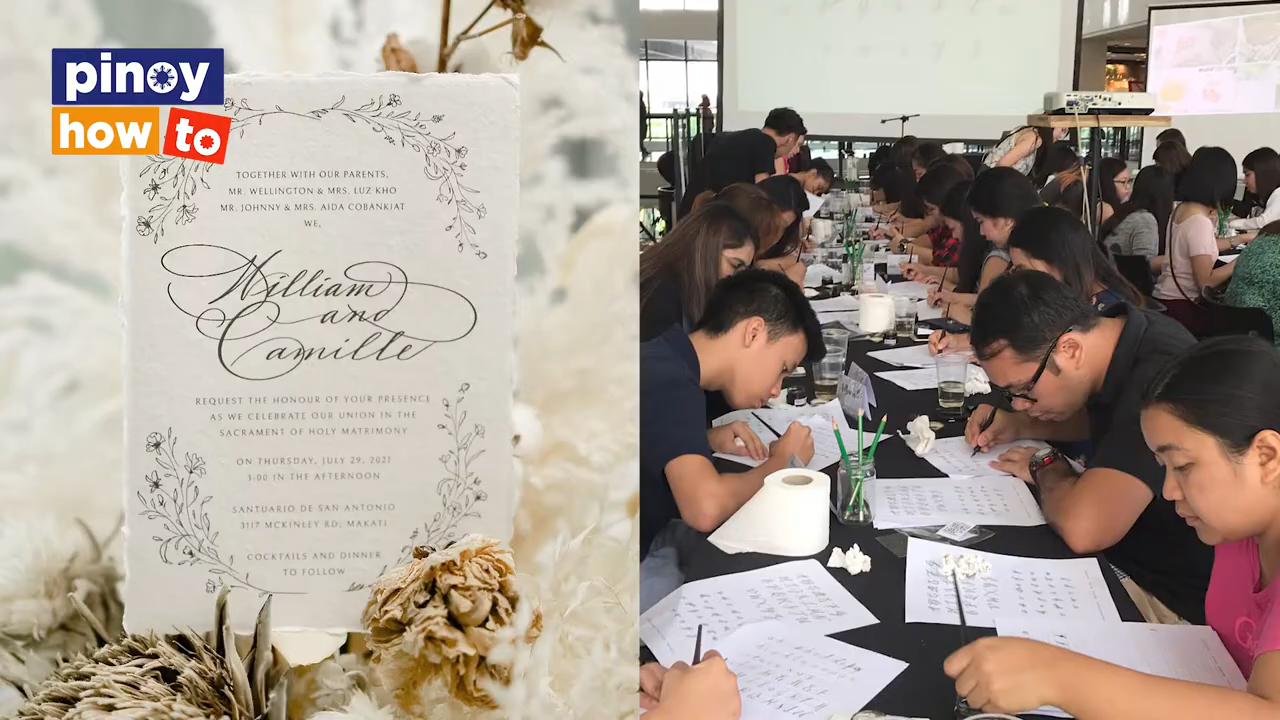 pinoy
how to
TOGETHER WITH OUR PARENTS,
MR. WELLINGTON & MRS. LUZ KHO
MR. JOHNNY & MRS. AIDA COBANKIAT
WE,
William
and
Camille
REQUEST THE HONOUR OF YOUR PRESENCE
AS WE CELEBRATE OUR UNION IN THE
SACRAMENT OF HOLY MATRIMONY
ON THURSDAY, JULY 29, 2021
3:00 IN THE AFTERNOON
SANTUARIO DE SAN ANTONIO
3117 MCKINLEY RD, MAKATI
COCKTAILS AND DINNER
TO FOLLOW